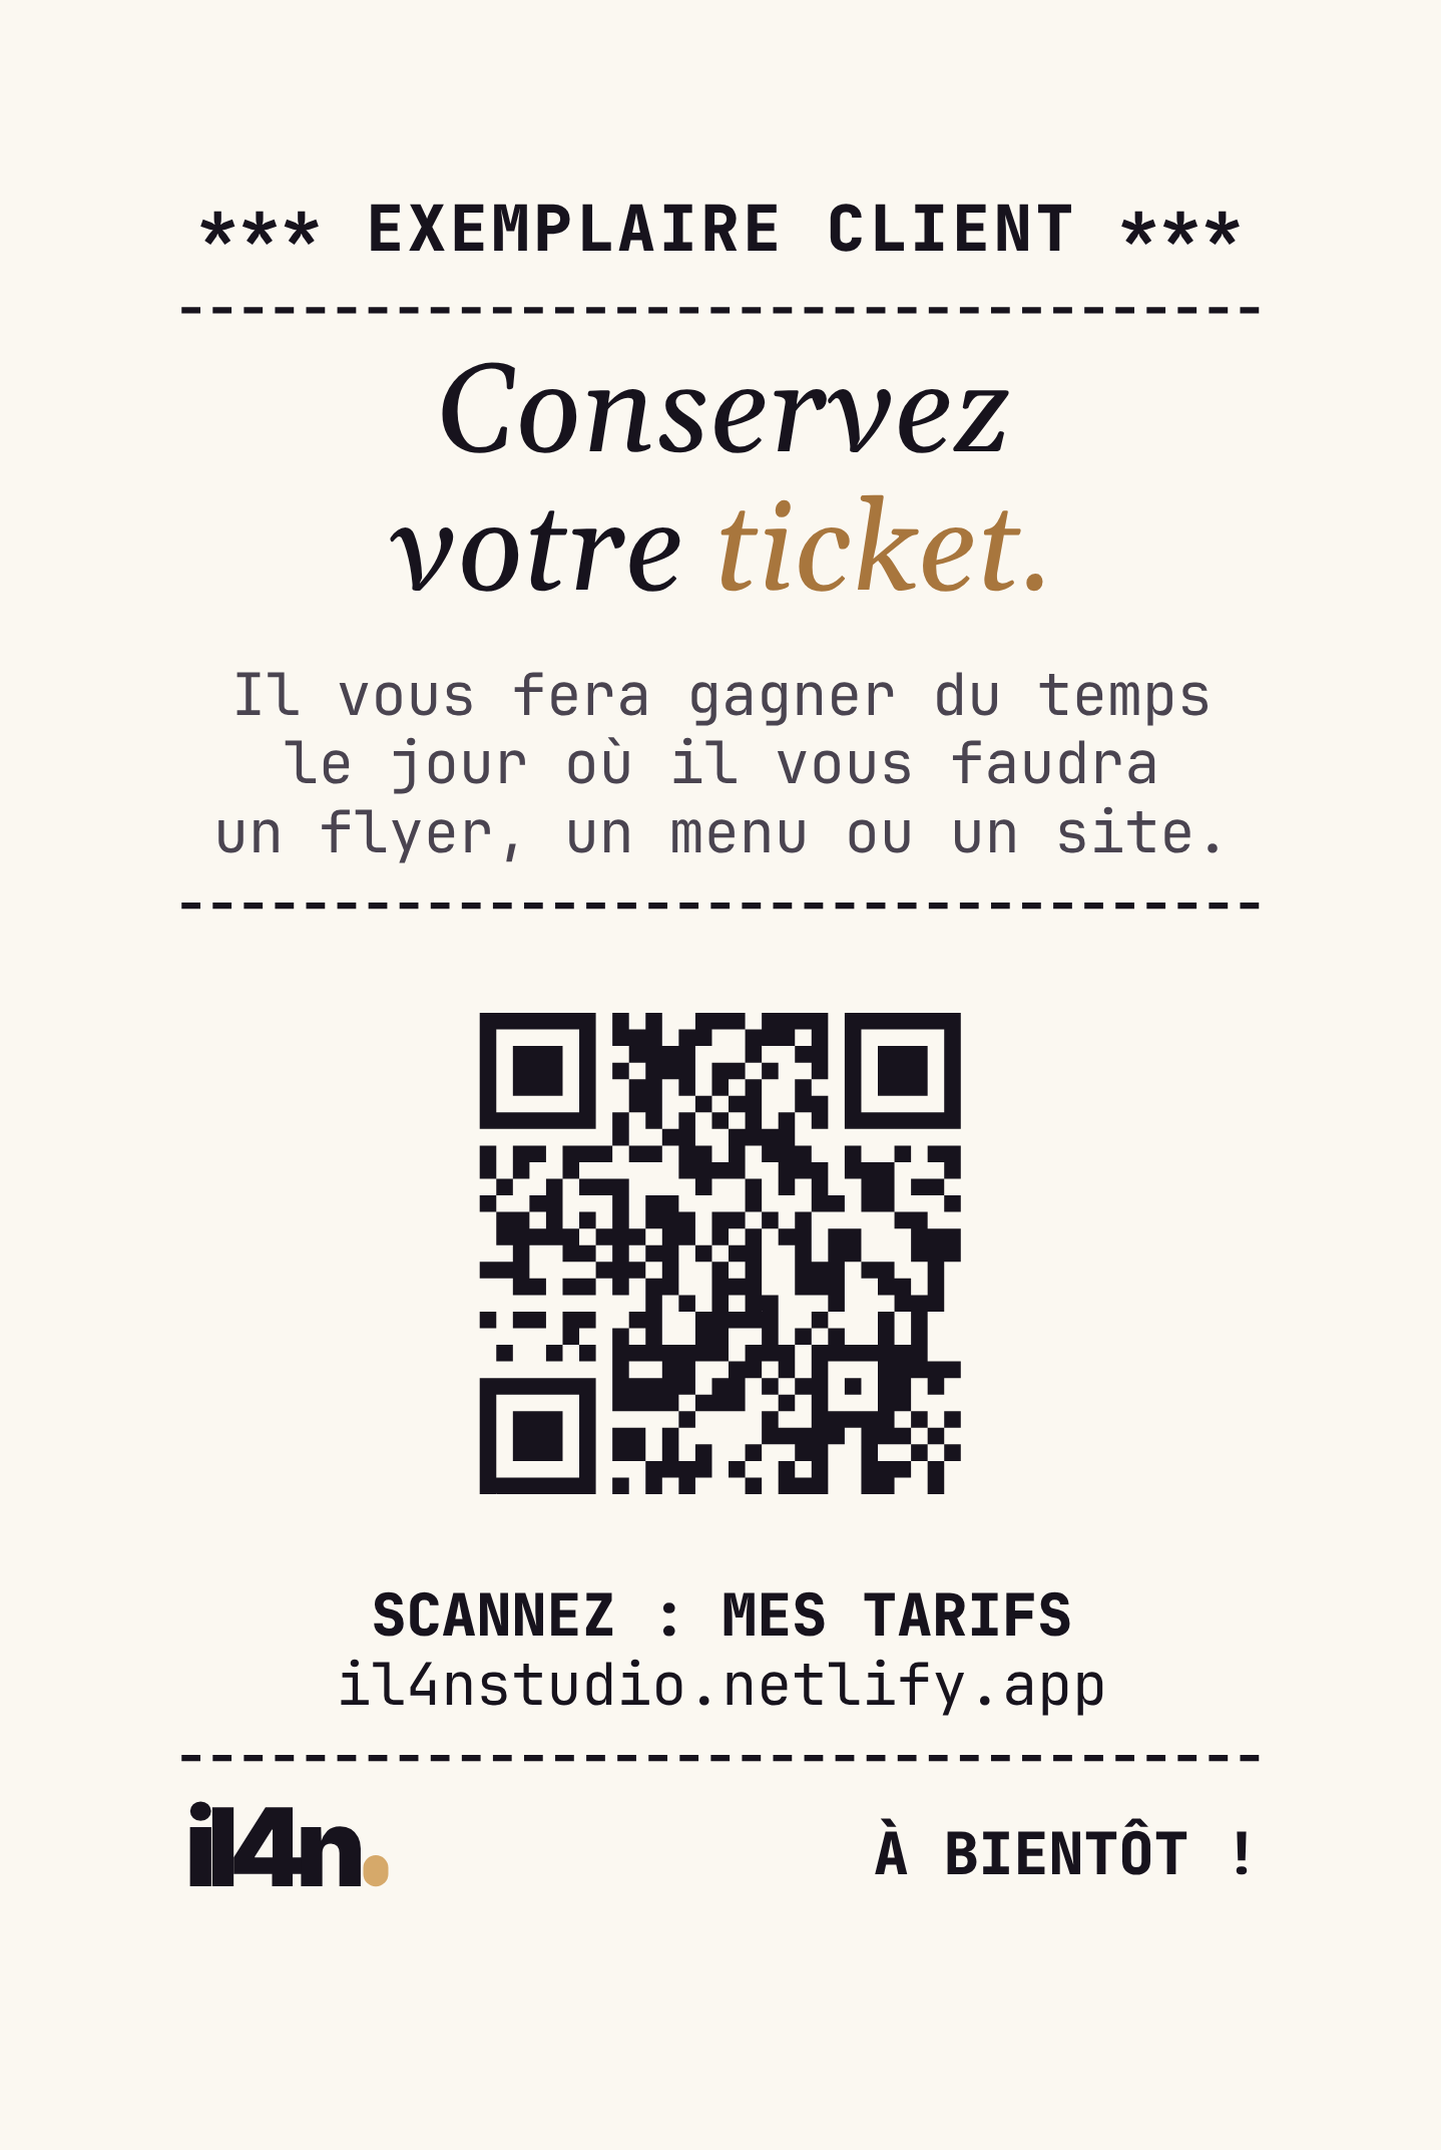 *** EXEMPLAIRE CLIENT ***
Conservez
votre ticket.
Il vous fera gagner du temps
le jour où il vous faudra
un flyer, un menu ou un site.
SCANNEZ : MES TARIFS
il4nstudio.netlify.app
il4n.
À BIENTÔT !